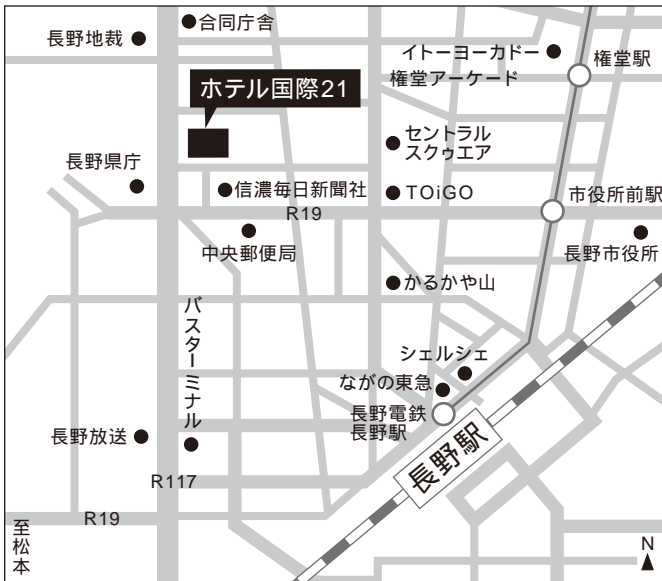 合同庁舎
長野地裁
イトーヨーカドー
権堂駅
権堂アーケード
ホテル国際21
セントラル
スクゥエア
長野県庁
信濃毎日新聞社
TOiGO
市役所前駅
R19
中央郵便局
長野市役所
かるかや山
バスターミナル
シェルシェ
ながの東急
長野電鉄
長野駅
長野放送
長野駅
R117
R19
至松本
N